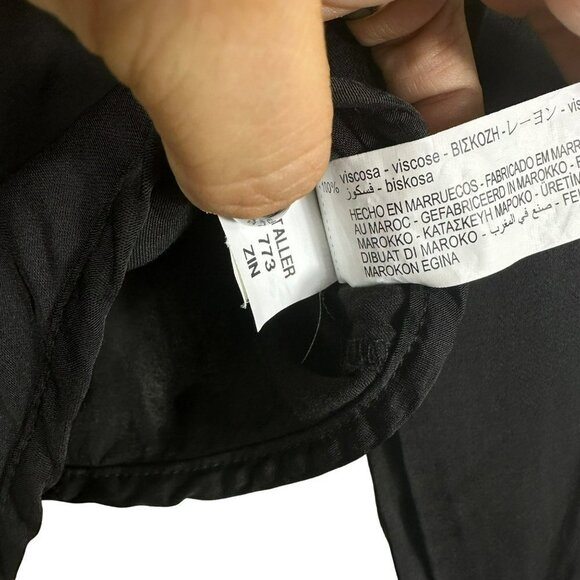 100% viscosa - viscose - ΒΙΣΚΟΖΗ - レーヨン - vis
فسكوز - biskosa
HECHO EN MARRUECOS - FABRICADO EM MARR
AU MAROC - GEFABRICEERD IN MAROKKO -
MAROKKO - ΚΑΤΑΣΚΕΥΗ ΜΑΡΟΚΟ - ÜRETİM
DIBUAT DI MAROKO - صنع في المغرب - FE
MAROKON EGINA
TALLER
773
ZIN